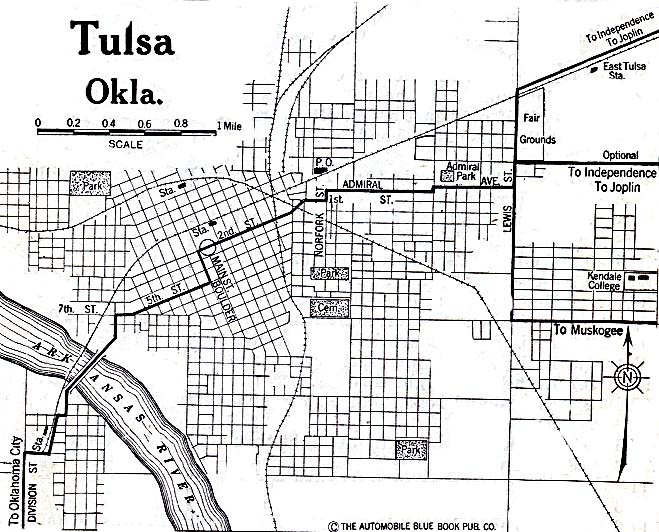 Tulsa
Okla.
0 0.2 0.4 0.6 0.8 1 Mile
SCALE
To Independence
To Joplin
East Tulsa
Sta.
Fair
Grounds
Optional
To Independence
To Joplin
P.O.
Admiral
Park
ADMIRAL AVE.
1st. ST.
NORFORK ST.
LEWIS ST.
Park
Sta.
Sta.
2nd. ST.
MAIN ST.
(BOULDER)
Park
Cem.
5th ST.
7th. ST.
Kendale
College
To Muskogee
N
ARKANSAS RIVER
Sta.
To Oklahoma City
DIVISION ST
Park
© THE AUTOMOBILE BLUE BOOK PUB. CO.